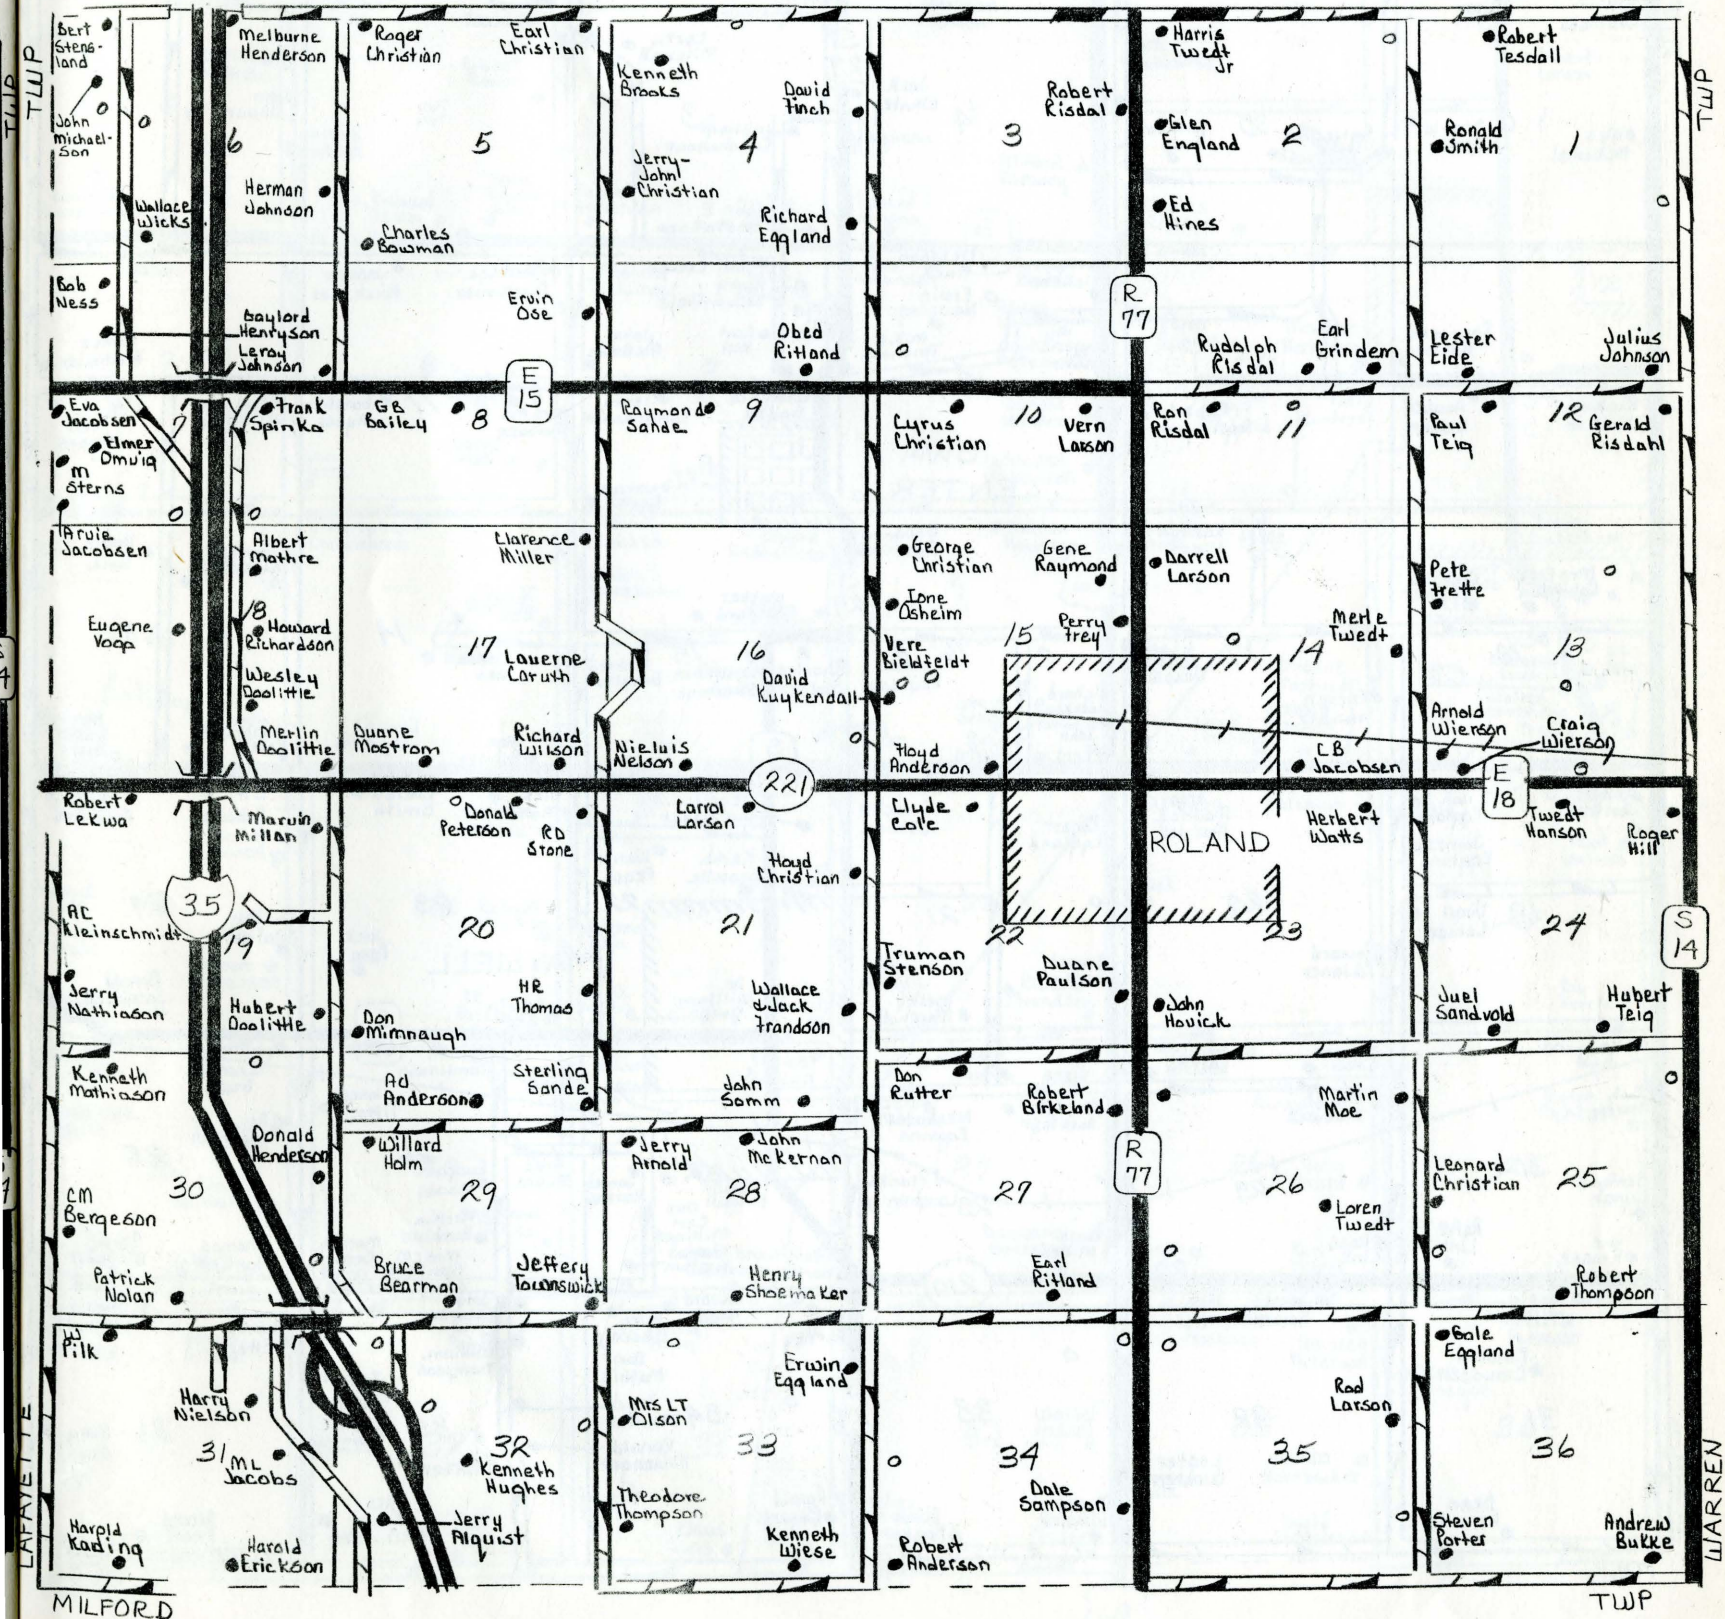 TWP
TWP
TWP
Bert
Stens-
land
John
Michael-
son
Wallace
Wicks
Bob
Ness
Melburne
Henderson
6
Herman
Johnson
Gaylord
Henryson
Leroy
Johnson
Roger
Christian
Earl
Christian
5
Charles
Bowman
Ervin
Ose
Kenneth
Brooks
David
Finch
4
Jerry-
John
Christian
Richard
Eggland
Obed
Ritland
3
Robert
Risdal
R
77
Harris
Twedt
Jr
Glen
England
2
Ed
Hines
Rudolph
Risdal
Earl
Grindem
Robert
Tesdall
Ronald
Smith
1
Lester
Eide
Julius
Johnson
E
15
Eva
Jacobsen
7
Elmer
Omvig
M
Sterns
Arvie
Jacobsen
Frank
Spinka
GB
Bailey
8
Raymond
Sande
9
Cyrus
Christian
10
Vern
Larson
Ron
Risdal
11
Paul
Teig
12
Gerald
Risdahl
Albert
Mathre
Eugene
Voga
18
Howard
Richardson
Wesley
Doolittle
Merlin
Doolittle
Clarence
Miller
17
Laverne
Caruth
Duane
Mostrom
Richard
Wilson
16
David
Kuykendall
Nieluis
Nelson
George
Christian
Gene
Raymond
Ione
Osheim
Perry
Frey
15
Vere
Bieldfeldt
Floyd
Anderson
Darrell
Larson
Merle
Twedt
14
CB
Jacobsen
Pete
Frette
13
Arnold
Wierson
Craig
Wierson
221
E
18
Robert
Lekwa
Marvin
Millan
35
AC
Kleinschmidt
19
Jerry
Nathiason
Hubert
Doolittle
Donald
Peterson
RD
Stone
20
HR
Thomas
Don
Mimnaugh
Carrol
Larson
Floyd
Christian
21
Wallace
& Jack
Frandson
Clyde
Cole
ROLAND
22
Truman
Stenson
Duane
Paulson
Herbert
Watts
23
John
Hovick
Twedt
Hanson
Roger
Hill
24
S
14
Juel
Sandvold
Hubert
Teig
Kenneth
Mathiason
Donald
Henderson
30
CM
Bergeson
Patrick
Nolan
Ad
Anderson
Sterling
Sande
Willard
Holm
29
Bruce
Bearman
Jeffery
Townswick
John
Somm
Jerry
Arnold
John
McKernan
28
Henry
Shoemaker
Don
Rutter
Robert
Birkeland
27
Earl
Ritland
R
77
Martin
Moe
26
Loren
Twedt
Leonard
Christian
25
Robert
Thompson
W
Pilk
Harry
Nielson
31
ML
Jacobs
Harold
Kading
Harold
Erickson
32
Kenneth
Hughes
Jerry
Alquist
Erwin
Eggland
Mrs LT
Olson
33
Theodore
Thompson
Kenneth
Wiese
34
Dale
Sampson
Robert
Anderson
Rod
Larson
35
Gale
Eggland
36
Steven
Porter
Andrew
Bukke
LAFAYETTE
WARREN
MILFORD
TWP